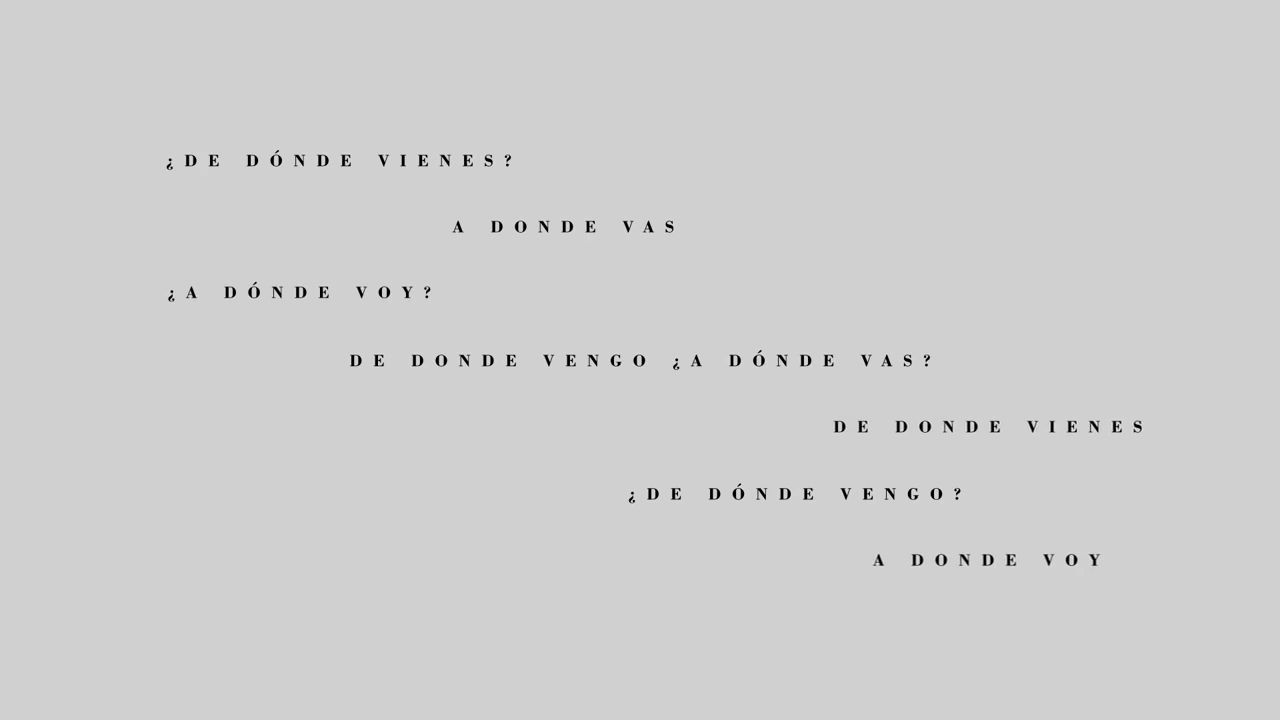 ¿DE DÓNDE VIENES?
A DONDE VAS
¿A DÓNDE VOY?
DE DONDE VENGO ¿A DÓNDE VAS?
DE DONDE VIENES
¿DE DÓNDE VENGO?
A DONDE VOY